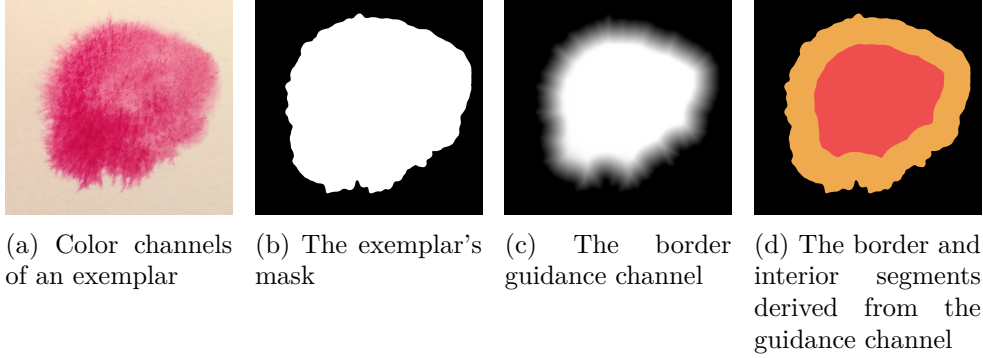 (a) Color channels
of an exemplar
(b) The exemplar's
mask
(c) The border
guidance channel
(d) The border and
interior segments
derived from the
guidance channel